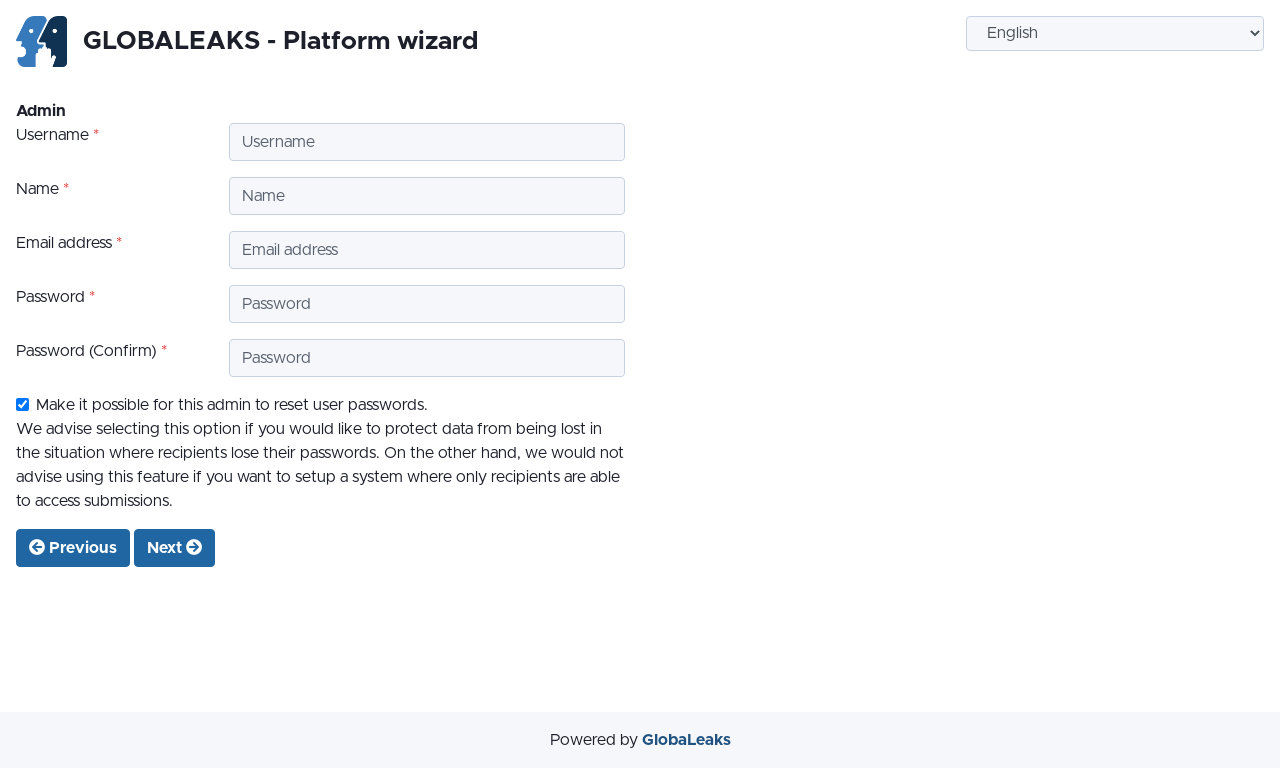 GLOBALEAKS - Platform wizard
English
Admin
Username *
Username
Name *
Name
Email address *
Email address
Password *
Password
Password (Confirm) *
Password
Make it possible for this admin to reset user passwords.
We advise selecting this option if you would like to protect data from being lost in
the situation where recipients lose their passwords. On the other hand, we would not
advise using this feature if you want to setup a system where only recipients are able
to access submissions.
Previous
Next
Powered by GlobaLeaks